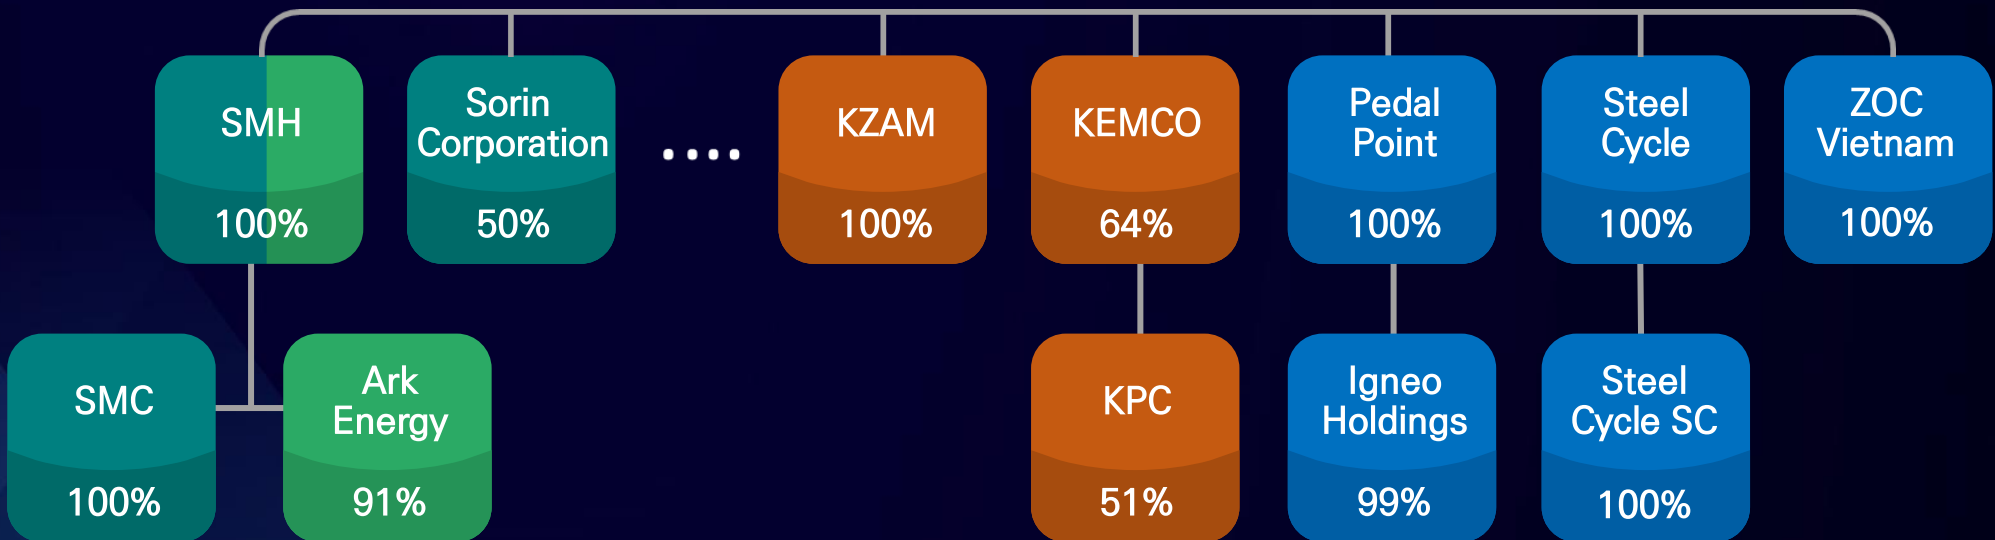 SMH
100%
Sorin
Corporation
50%
....
KZAM
100%
KEMCO
64%
Pedal
Point
100%
Steel
Cycle
100%
ZOC
Vietnam
100%
SMC
100%
Ark
Energy
91%
KPC
51%
Igneo
Holdings
99%
Steel
Cycle SC
100%